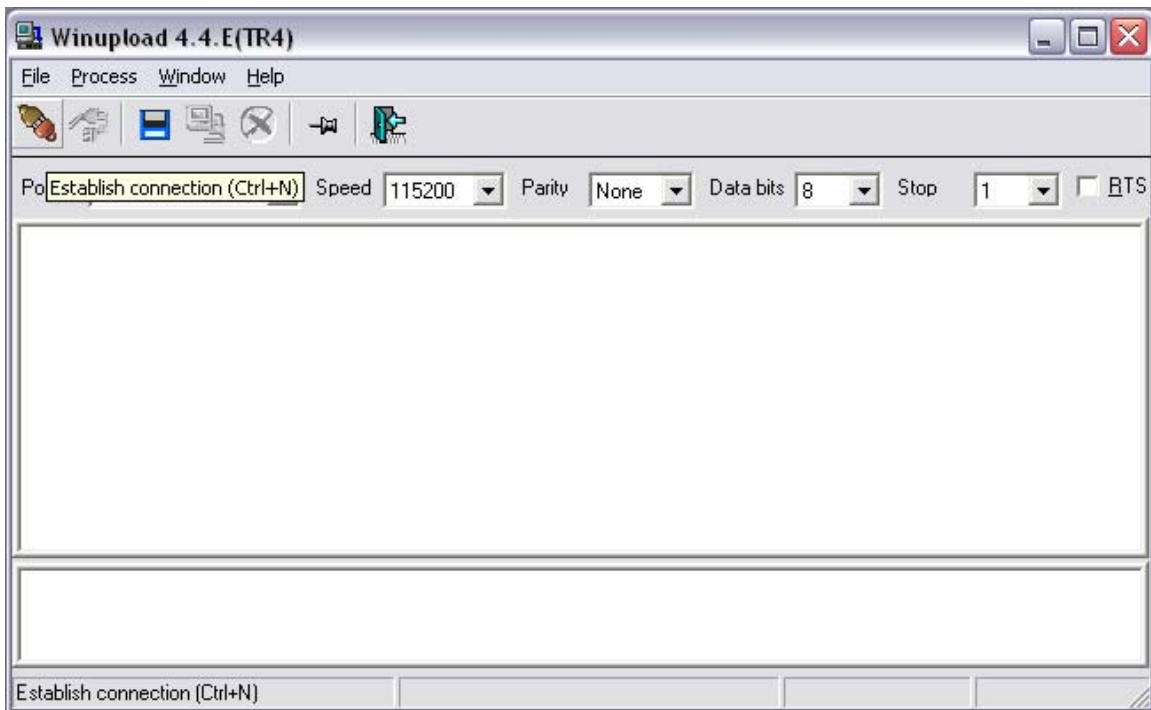 Winupload 4.4.E(TR4)
File Process Window Help
Establish connection (Ctrl+N) Speed 115200 Parity None Data bits 8 Stop 1 RTS
Establish connection (Ctrl+N)